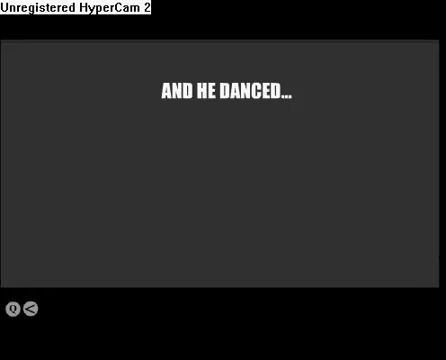 Unregistered HyperCam 2
AND HE DANCED...
Q <